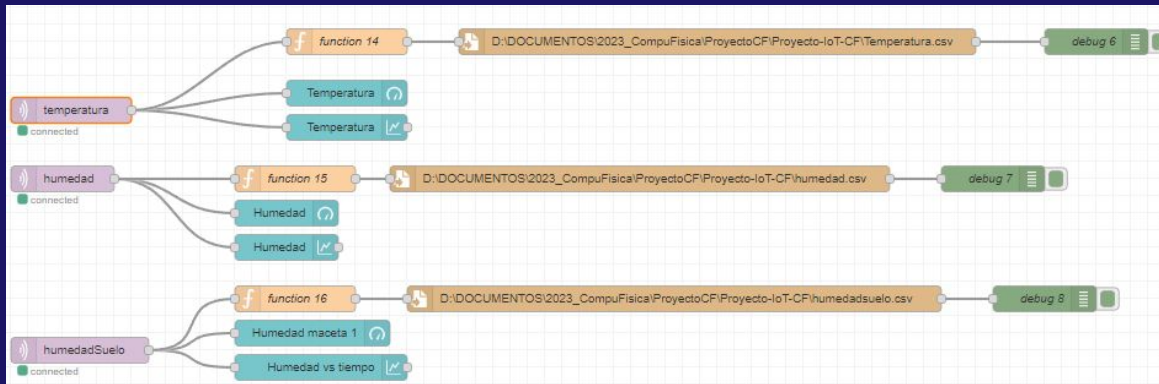 function 14
D:\DOCUMENTOS\2023_CompuFisica\ProyectoCF\Proyecto-IoT-CF\Temperatura.csv
debug 6
Temperatura
temperatura
connected
Temperatura
humedad
connected
function 15
D:\DOCUMENTOS\2023_CompuFisica\ProyectoCF\Proyecto-IoT-CF\humedad.csv
debug 7
Humedad
Humedad
function 16
D:\DOCUMENTOS\2023_CompuFisica\ProyectoCF\Proyecto-IoT-CF\humedadsuelo.csv
debug 8
Humedad maceta 1
humedadSuelo
connected
Humedad vs tiempo